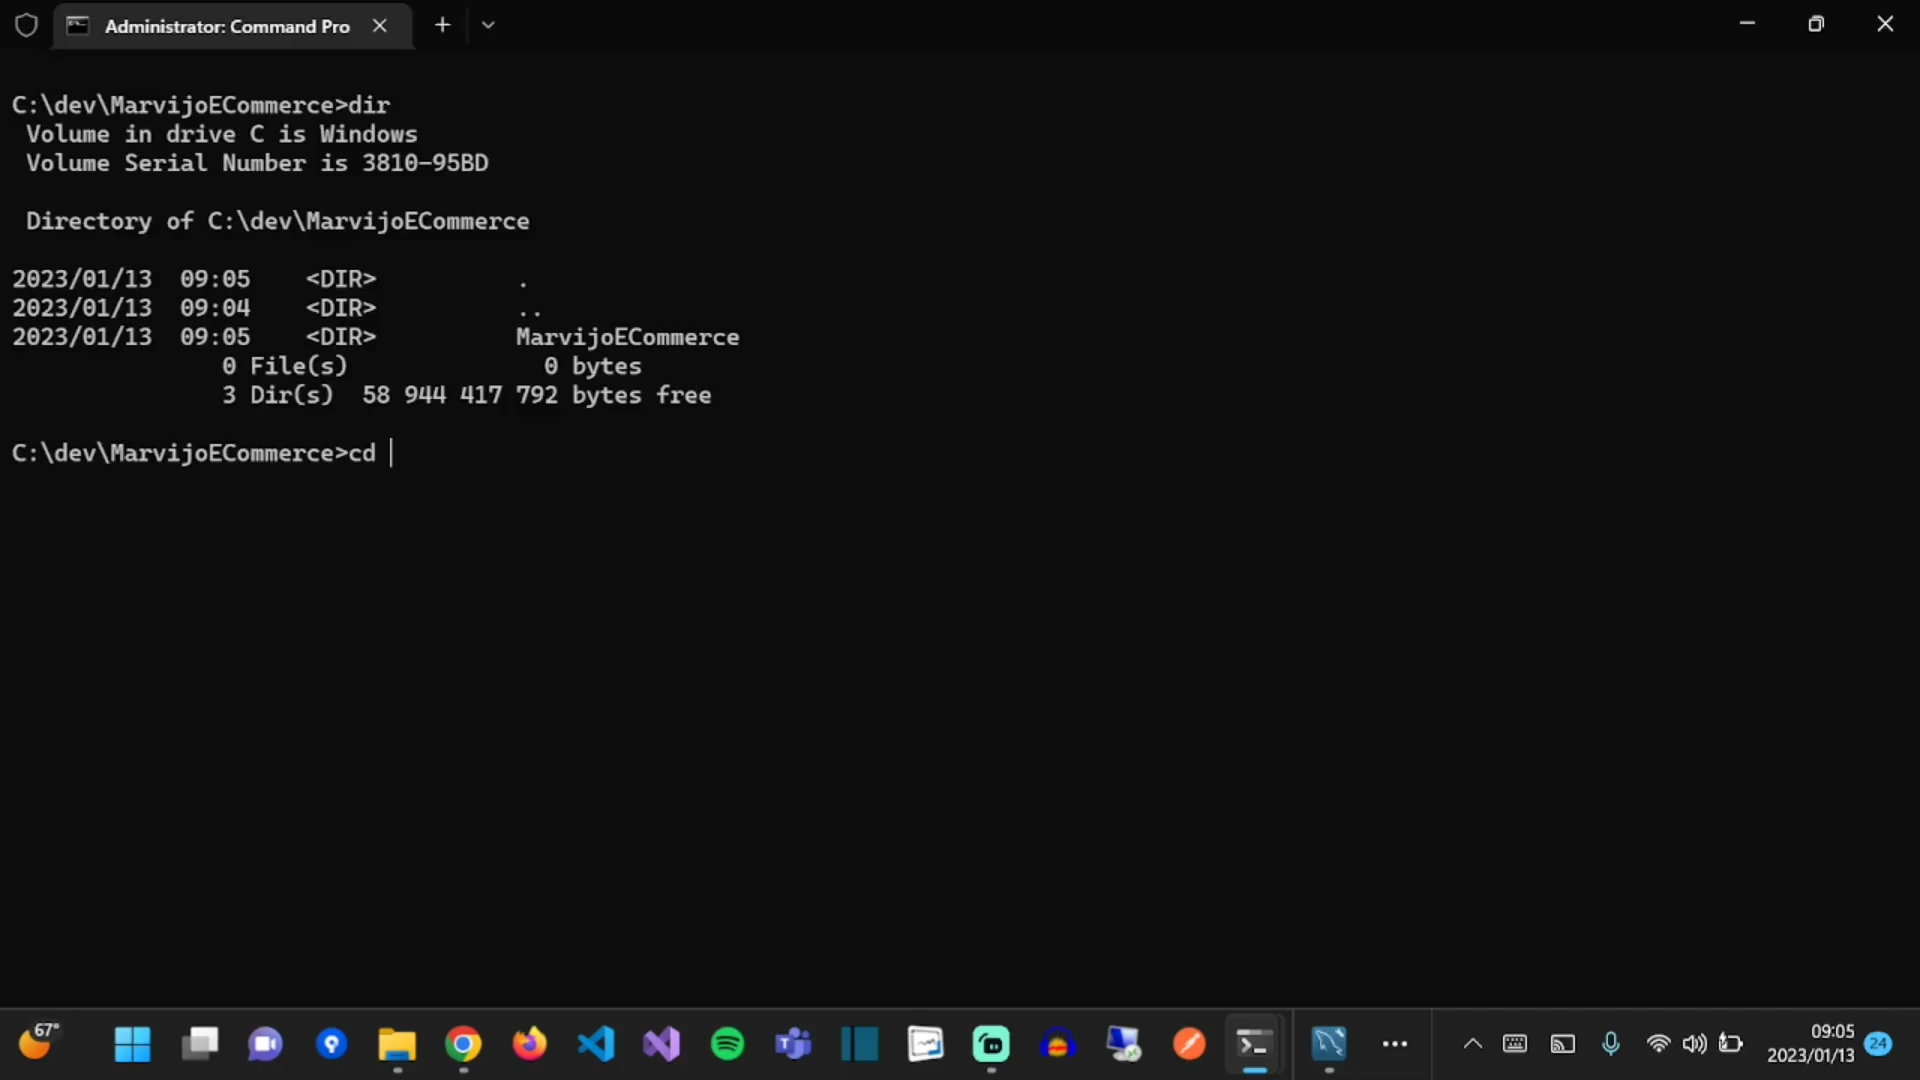 Administrator: Command Pro
C:\dev\MarvijoECommerce>dir
Volume in drive C is Windows
Volume Serial Number is 3810-95BD
Directory of C:\dev\MarvijoECommerce
2023/01/13  09:05    <DIR>          .
2023/01/13  09:04    <DIR>          ..
2023/01/13  09:05    <DIR>          MarvijoECommerce
0 File(s)              0 bytes
3 Dir(s)  58 944 417 792 bytes free
C:\dev\MarvijoECommerce>cd
67°
09:05
2023/01/13
24